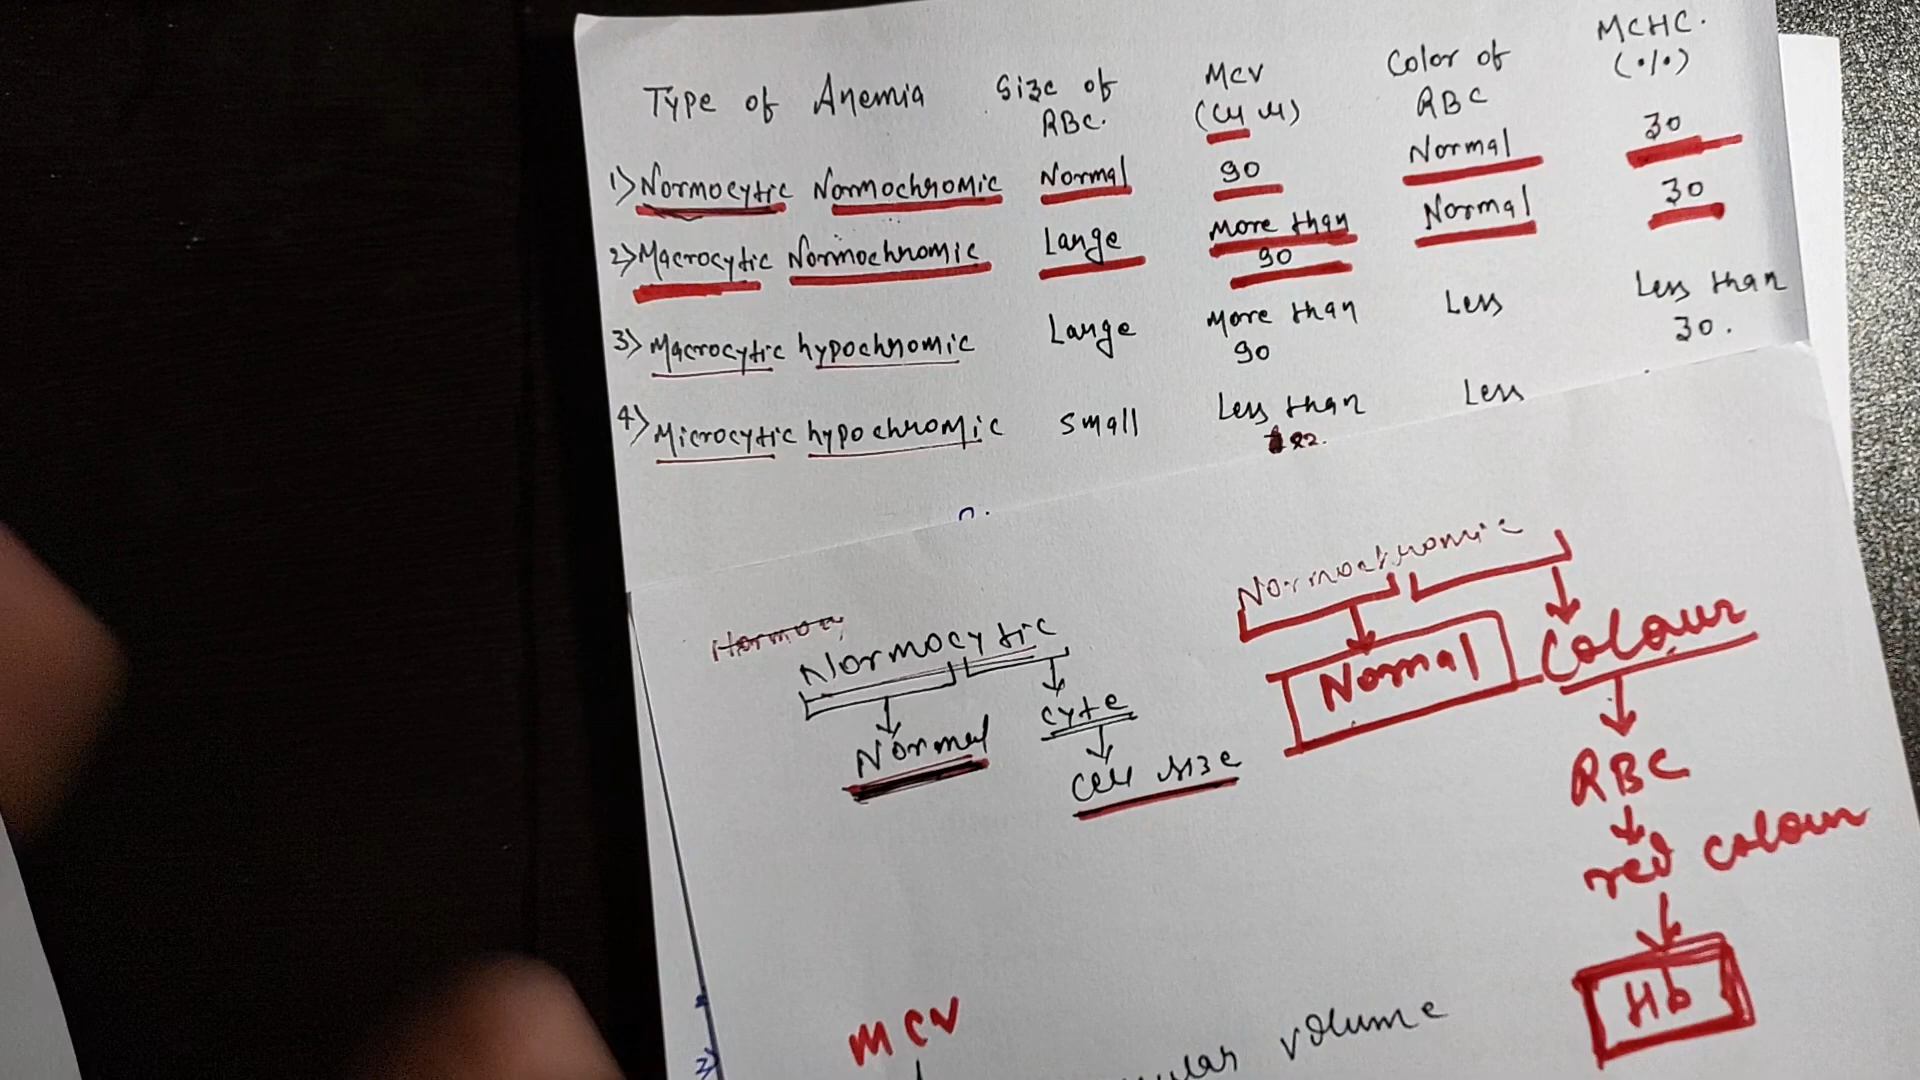 Type of Anemia Size of RBC. MCV (cu u) Color of RBC MCHC. (%)
1) Normocytic Normochromic Normal 90 Normal 30
2) Macrocytic Normochromic Large More than 90 Normal 30
3) Macrocytic hypochromic Large More than 90 Less Less than 30.
4) Microcytic hypochromic Small Less than Less
Normocytic
Normal
cyte
cell size
Normochromic
Normal
Colour
RBC
red colour
Hb
MCV
volume